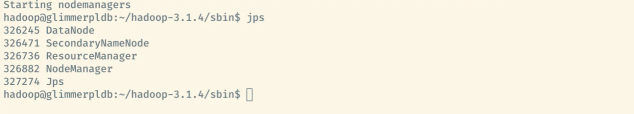 Starting nodemanagers
hadoop@glimmerpldb:~/hadoop-3.1.4/sbin$ jps
326245 DataNode
326471 SecondaryNameNode
326736 ResourceManager
326882 NodeManager
327274 Jps
hadoop@glimmerpldb:~/hadoop-3.1.4/sbin$